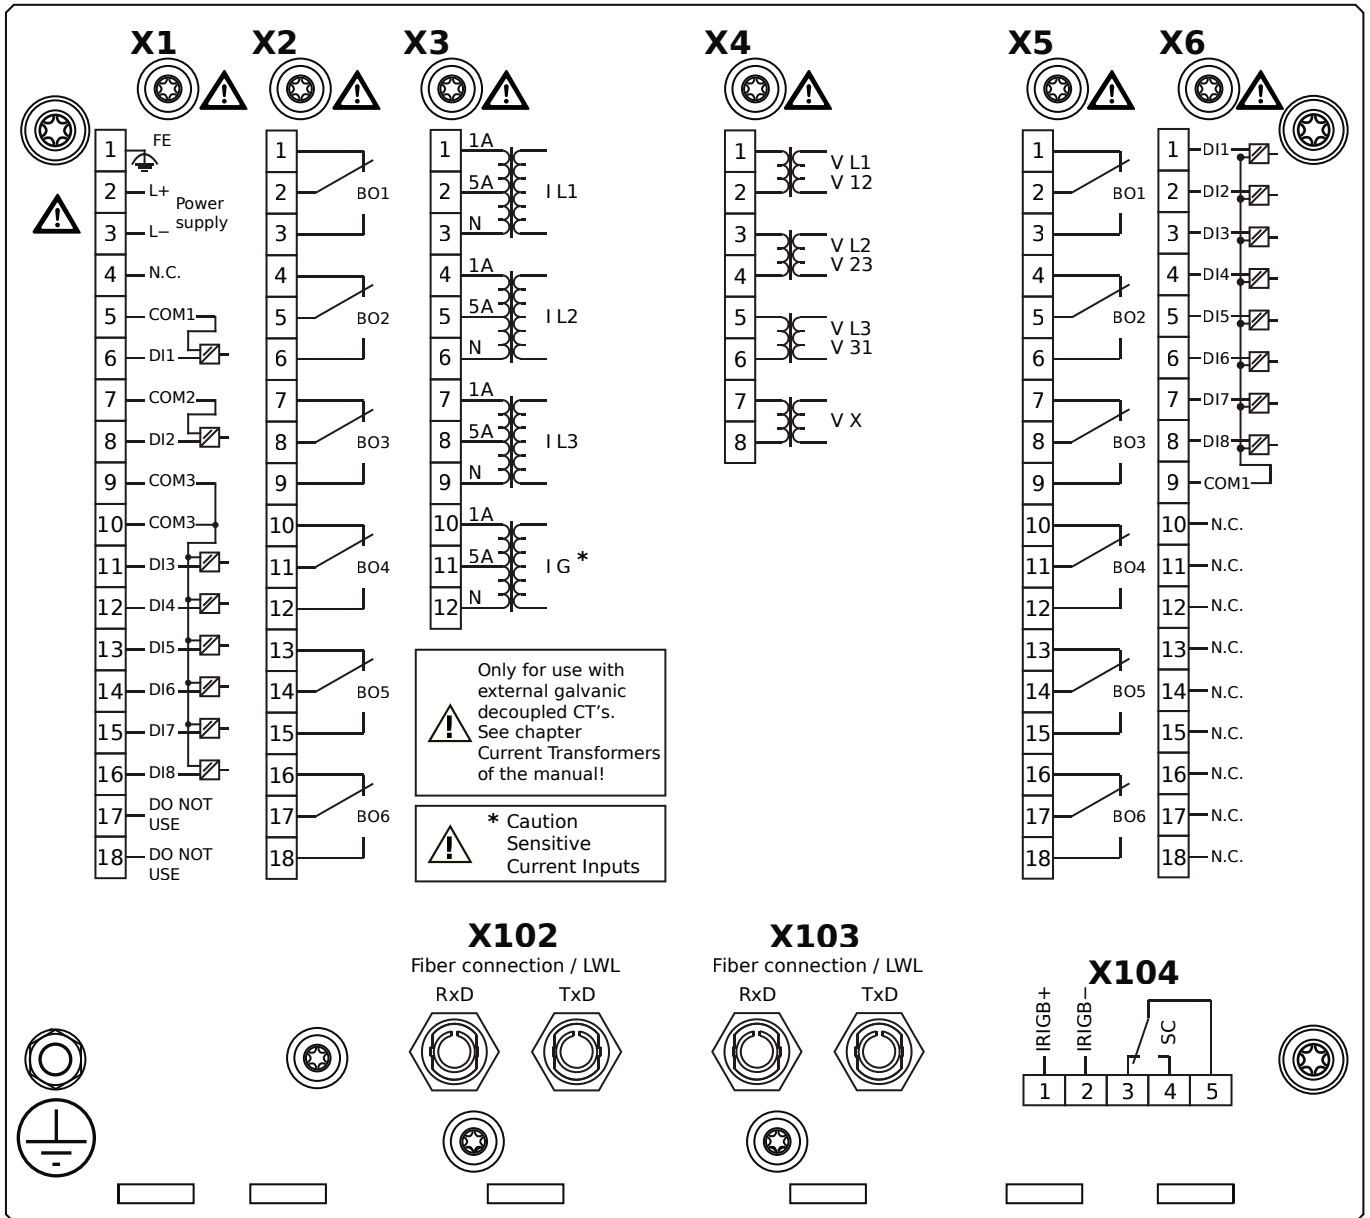 X1
X2
X3
X4
X5
X6
1 FE
2 L+
Power
supply
3 L−
4 N.C.
5 COM1
6 DI1
7 COM2
8 DI2
9 COM3
10 COM3
11 DI3
12 DI4
13 DI5
14 DI6
15 DI7
16 DI8
17 DO NOT
USE
18 DO NOT
USE
1
2 BO1
3
4
5 BO2
6
7
8 BO3
9
10
11 BO4
12
13
14 BO5
15
16
17 BO6
18
1 1A
2 5A I L1
3 N
4 1A
5 5A I L2
6 N
7 1A
8 5A I L3
9 N
10 1A
11 5A I G *
12 N
Only for use with
external galvanic
decoupled CT's.
See chapter
Current Transformers
of the manual!
* Caution
Sensitive
Current Inputs
1 V L1
2 V 12
3 V L2
4 V 23
5 V L3
6 V 31
7 V X
8
1
2 BO1
3
4
5 BO2
6
7
8 BO3
9
10
11 BO4
12
13
14 BO5
15
16
17 BO6
18
1 DI1
2 DI2
3 DI3
4 DI4
5 DI5
6 DI6
7 DI7
8 DI8
9 COM1
10 N.C.
11 N.C.
12 N.C.
13 N.C.
14 N.C.
15 N.C.
16 N.C.
17 N.C.
18 N.C.
X102
Fiber connection / LWL
RxD TxD
X103
Fiber connection / LWL
RxD TxD
X104
IRIGB+
IRIGB−
SC
1 2 3 4 5